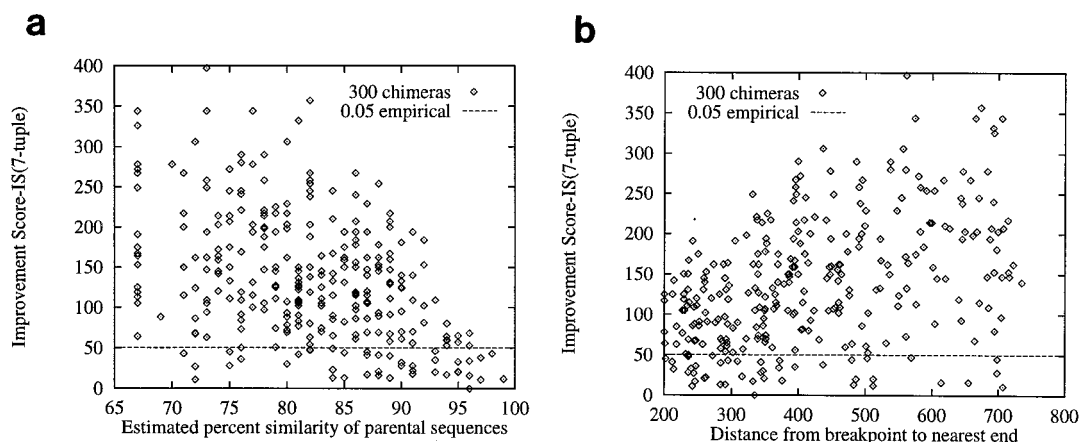 a
400
350
300
250
200
150
100
50
0
65 70 75 80 85 90 95 100
Improvement Score-IS(7-tuple)
Estimated percent similarity of parental sequences
300 chimeras
0.05 empirical
b
400
350
300
250
200
150
100
50
0
200 300 400 500 600 700 800
Improvement Score-IS(7-tuple)
Distance from breakpoint to nearest end
300 chimeras
0.05 empirical